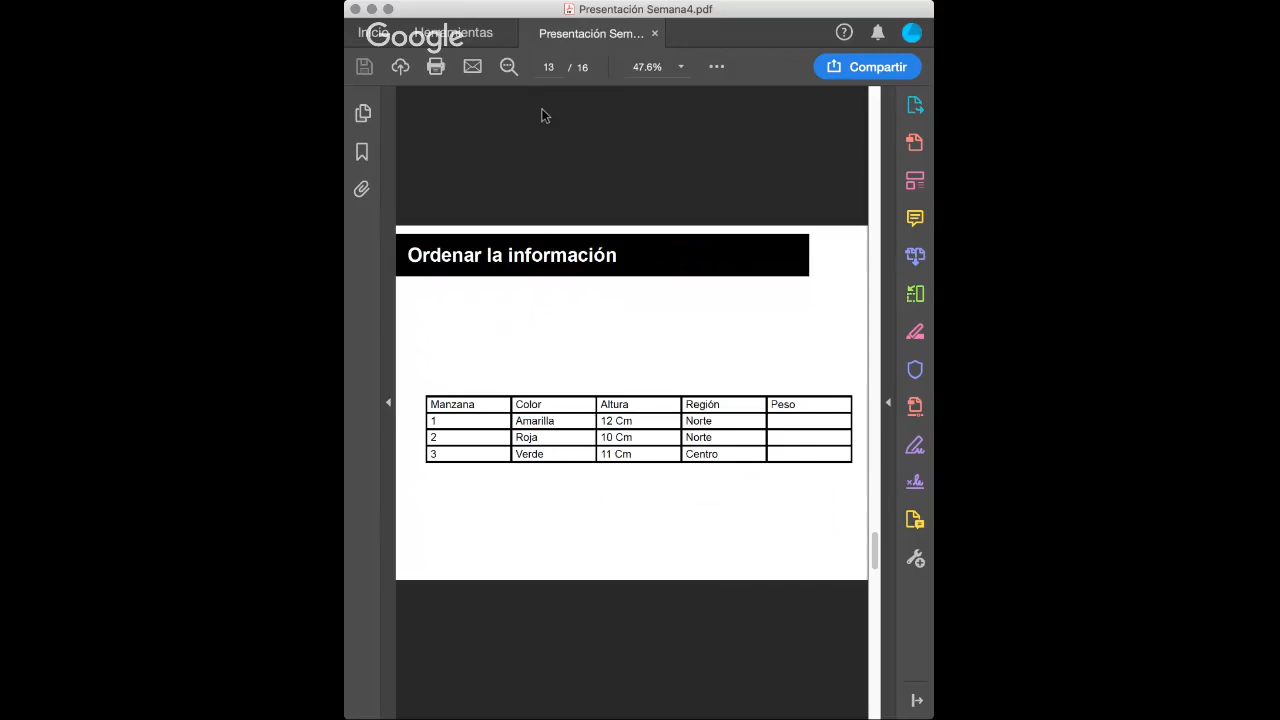 Presentación Semana4.pdf
Inicio Herramientas Presentación Sem... ×
Google
13 / 16 47.6% Compartir
Ordenar la información
Manzana Color Altura Región Peso
1 Amarilla 12 Cm Norte
2 Roja 10 Cm Norte
3 Verde 11 Cm Centro